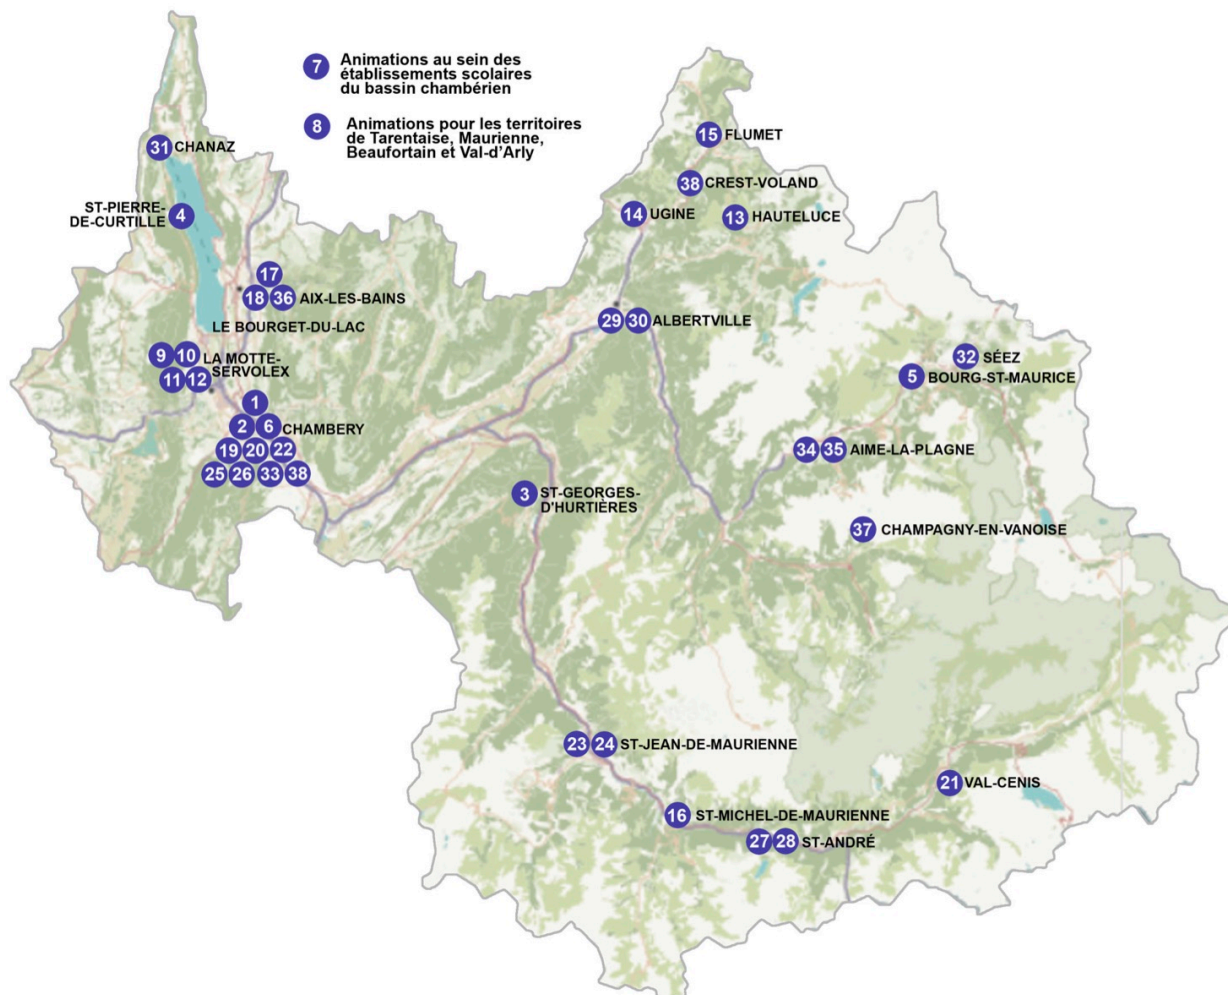 7 Animations au sein des
établissements scolaires
du bassin chambérien
8 Animations pour les territoires
de Tarentaise, Maurienne,
Beaufortain et Val-d'Arly
15 FLUMET
31 CHANAZ
38 CREST-VOLAND
ST-PIERRE-
DE-CURTILLE 4
14 UGINE
13 HAUTELUCE
17
18 36 AIX-LES-BAINS
LE BOURGET-DU-LAC
29 30 ALBERTVILLE
9 10 LA MOTTE-
SERVOLEX
11 12
32 SÉEZ
5 BOURG-ST-MAURICE
1
2 6 CHAMBERY
19 20 22
25 26 33 38
34 35 AIME-LA-PLAGNE
3 ST-GEORGES-
D'HURTIÈRES
37 CHAMPAGNY-EN-VANOISE
23 24 ST-JEAN-DE-MAURIENNE
21 VAL-CENIS
16 ST-MICHEL-DE-MAURIENNE
27 28 ST-ANDRÉ